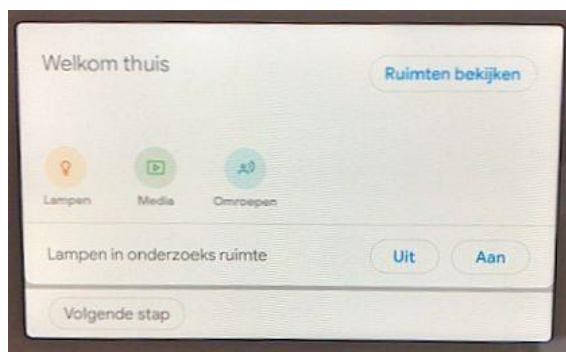 Welkom thuis
Ruimten bekijken
Lampen Media Omroepen
Lampen in onderzoeks ruimte Uit Aan
Volgende stap